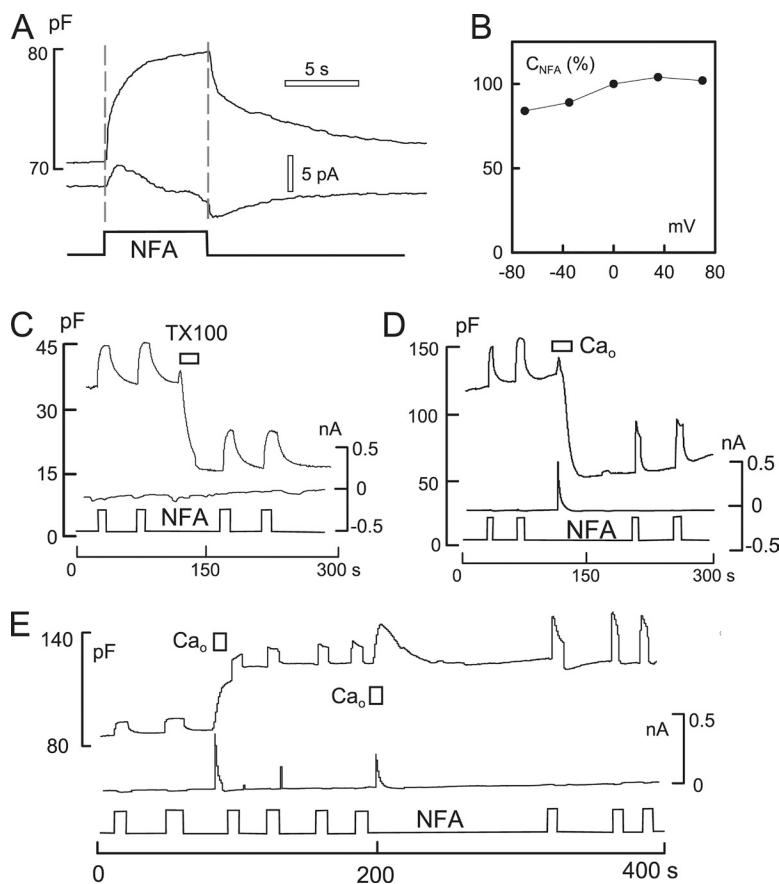 A
pF
80
70
5 s
5 pA
NFA
B
C_NFA (%)
100
50
0
mV
-80 -40 0 40 80
C
pF
TX100
45
30
15
0
nA
0.5
0
-0.5
NFA
0 150 300 s
D
pF
Ca_o
150
100
50
0
nA
0.5
0
-0.5
NFA
0 150 300 s
E
140
pF
80
Ca_o
Ca_o
nA
0.5
0
NFA
0 200 400 s